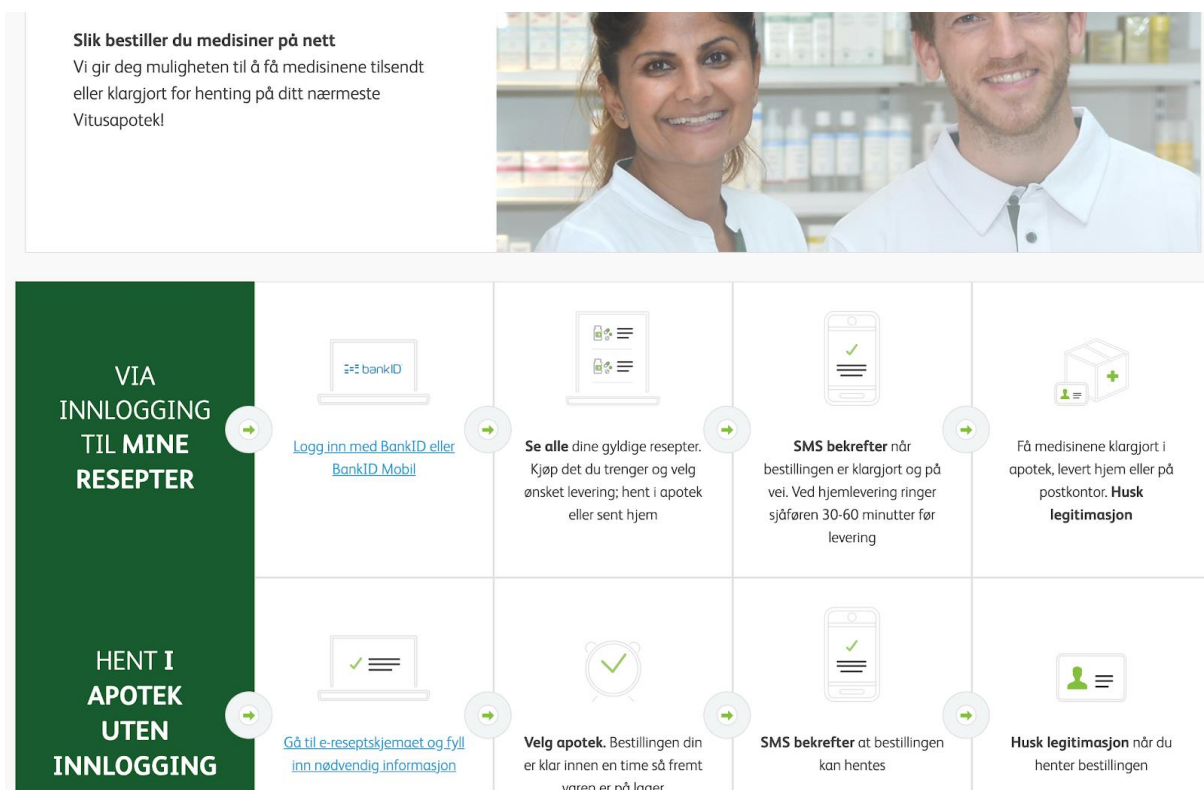 Slik bestiller du medisiner på nett
Vi gir deg muligheten til å få medisinene tilsendt
eller klargjort for henting på ditt nærmeste
Vitusapotek!
VIA
INNLOGGING
TIL MINE
RESEPTER
bankID
Logg inn med BankID eller
BankID Mobil
Se alle dine gyldige resepter.
Kjøp det du trenger og velg
ønsket levering; hent i apotek
eller sent hjem
SMS bekrefter når
bestillingen er klargjort og på
vei. Ved hjemlevering ringer
sjåføren 30-60 minutter før
levering
Få medisinene klargjort i
apotek, levert hjem eller på
postkontor. Husk
legitimasjon
HENT I
APOTEK
UTEN
INNLOGGING
Gå til e-reseptskjemaet og fyll
inn nødvendig informasjon
Velg apotek. Bestillingen din
er klar innen en time så fremt
varen er på lager
SMS bekrefter at bestillingen
kan hentes
Husk legitimasjon når du
henter bestillingen